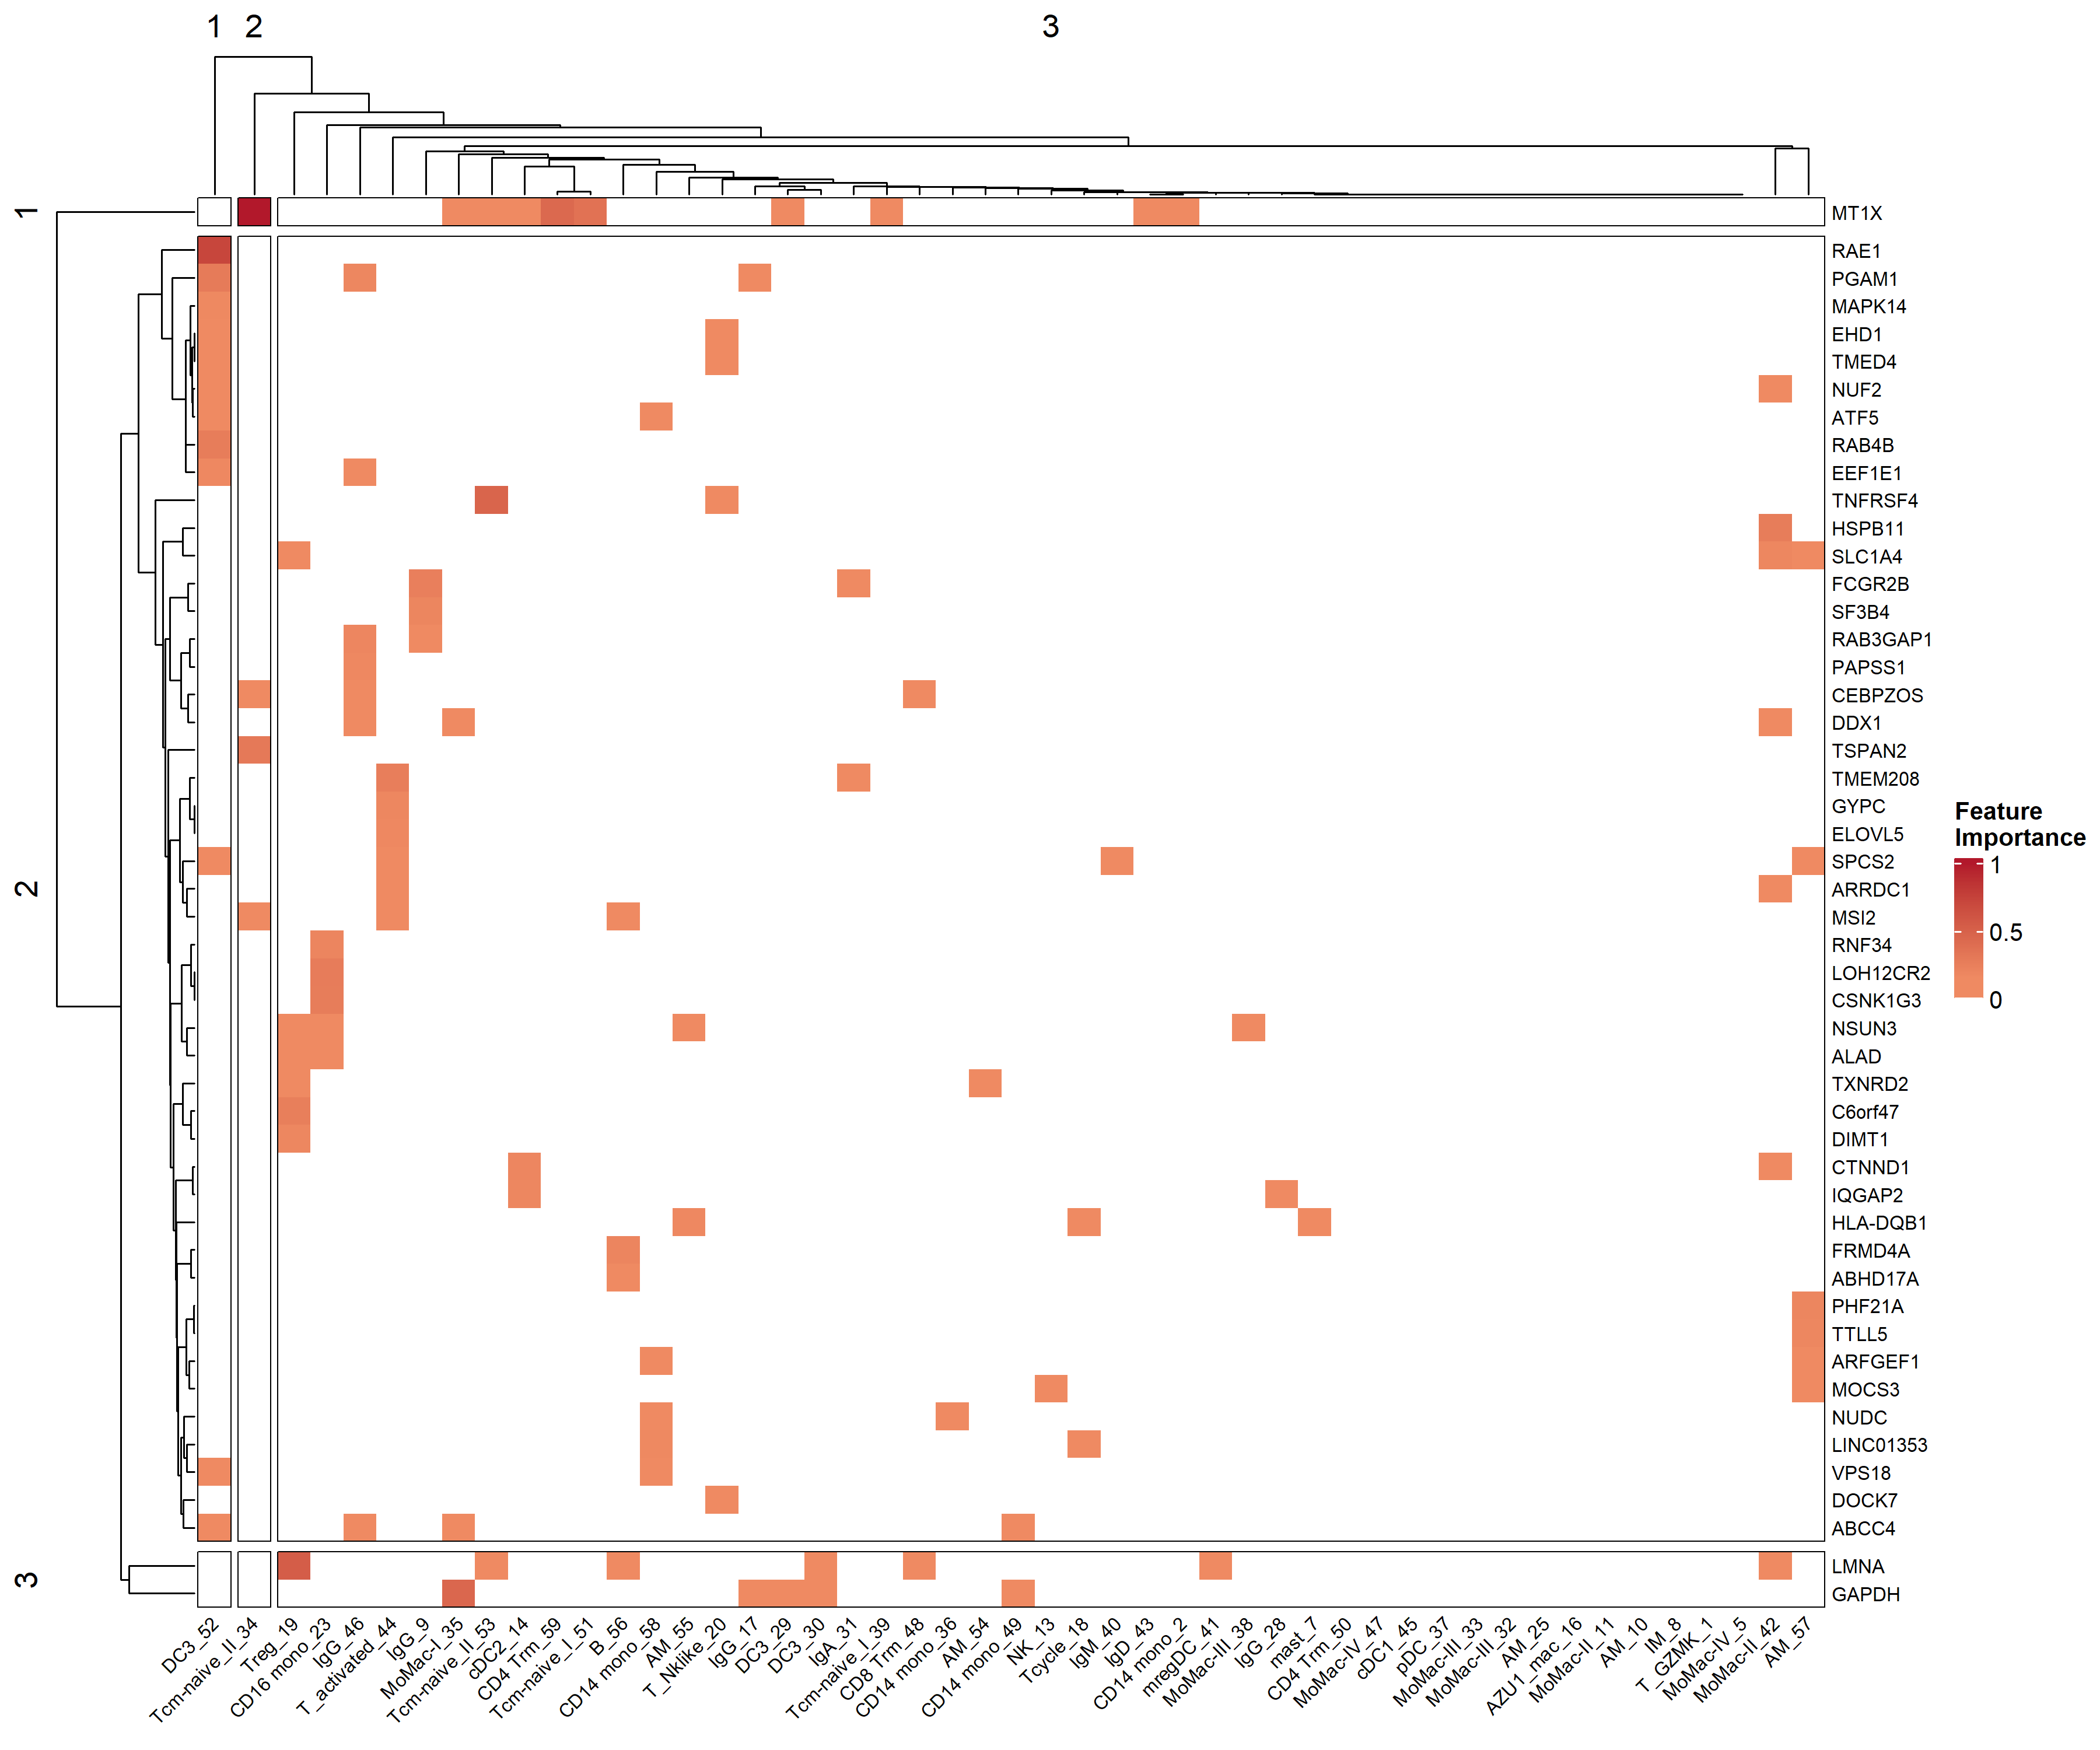 1 2 3
1
2
3
MT1X
RAE1
PGAM1
MAPK14
EHD1
TMED4
NUF2
ATF5
RAB4B
EEF1E1
TNFRSF4
HSPB11
SLC1A4
FCGR2B
SF3B4
RAB3GAP1
PAPSS1
CEBPZOS
DDX1
TSPAN2
TMEM208
GYPC
ELOVL5
SPCS2
ARRDC1
MSI2
RNF34
LOH12CR2
CSNK1G3
NSUN3
ALAD
TXNRD2
C6orf47
DIMT1
CTNND1
IQGAP2
HLA-DQB1
FRMD4A
ABHD17A
PHF21A
TTLL5
ARFGEF1
MOCS3
NUDC
LINC01353
VPS18
DOCK7
ABCC4
LMNA
GAPDH
Feature
Importance
1
0.5
0
DC3_52
Tcm-naive_II_34
Treg_19
CD16 mono_23
IgG_46
T_activated_44
IgG_9
MoMac-I_35
Tcm-naive_II_53
cDC2_14
CD4 Trm_59
Tcm-naive_I_51
B_56
CD14 mono_58
AM_55
T_Nklike_20
IgG_17
DC3_29
DC3_30
IgA_31
Tcm-naive_I_39
CD8 Trm_48
CD14 mono_36
AM_54
CD14 mono_49
NK_13
Tcycle_18
IgM_40
IgD_43
CD14 mono_2
mregDC_41
MoMac-III_38
IgG_28
mast_7
CD4 Trm_50
MoMac-IV_47
cDC1_45
pDC_37
MoMac-III_33
MoMac-III_32
AM_25
AZU1_mac_16
MoMac-II_11
AM_10
IM_8
T_GZMK_1
MoMac-IV_5
MoMac-II_42
AM_57